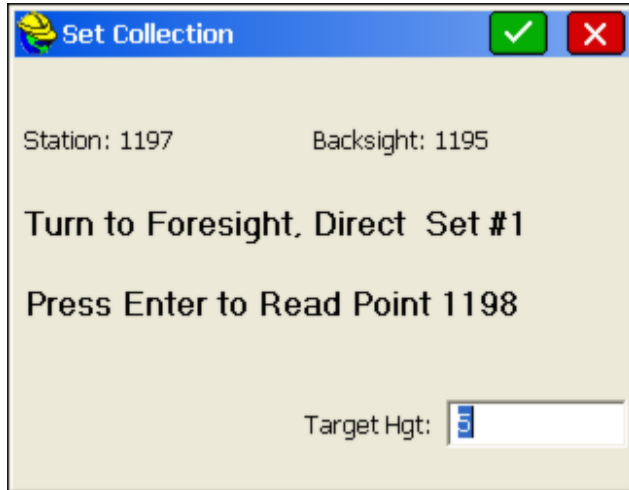 Set Collection
Station: 1197 Backsight: 1195
Turn to Foresight, Direct Set #1
Press Enter to Read Point 1198
Target Hgt: 5